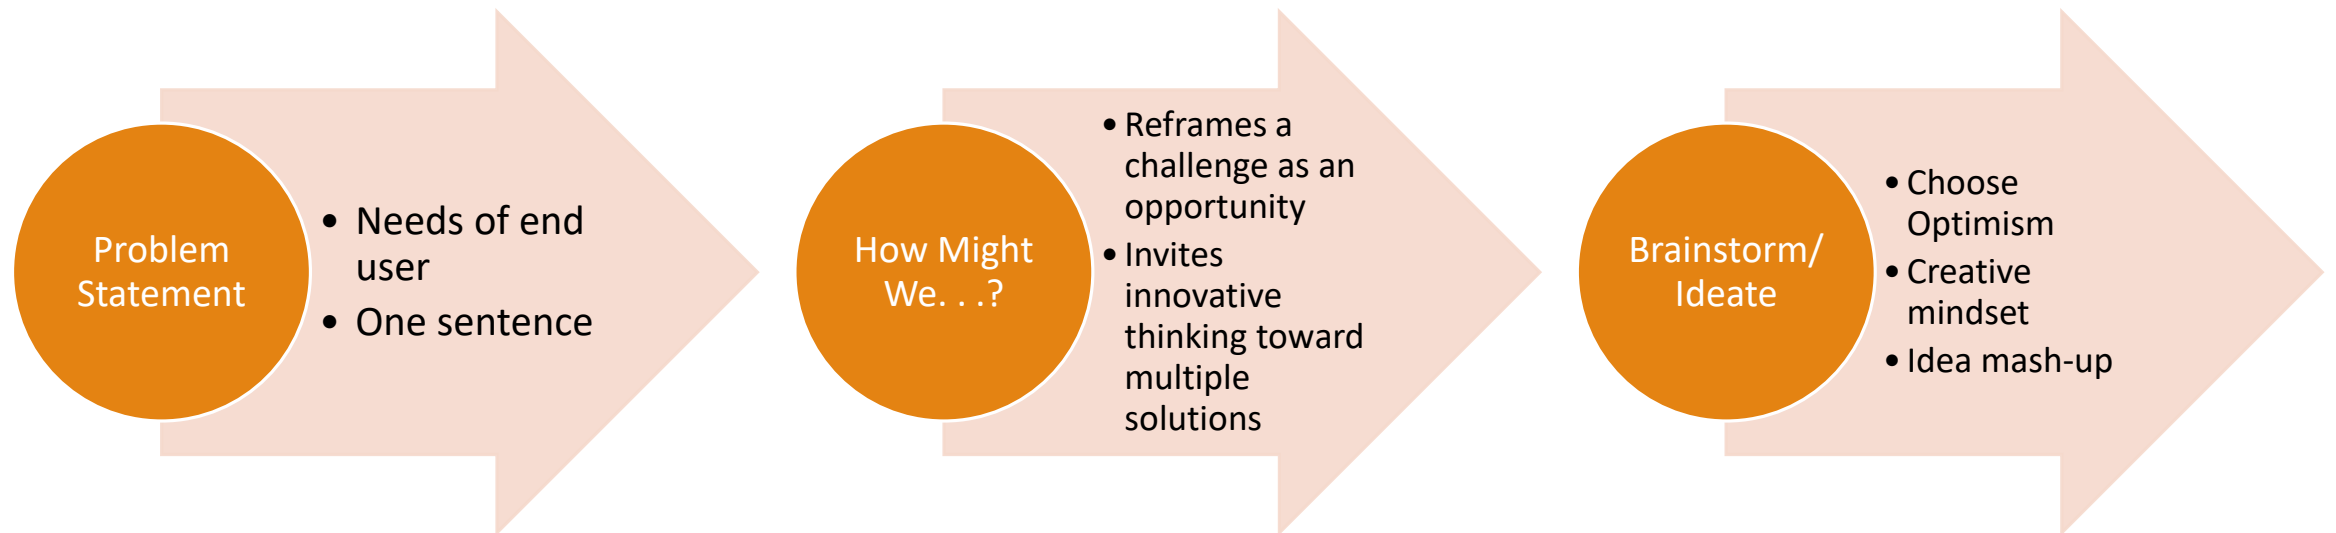 Problem
Statement
• Needs of end
user
• One sentence
How Might
We. . .?
• Reframes a
challenge as an
opportunity
• Invites
innovative
thinking toward
multiple
solutions
Brainstorm/
Ideate
• Choose
Optimism
• Creative
mindset
• Idea mash-up